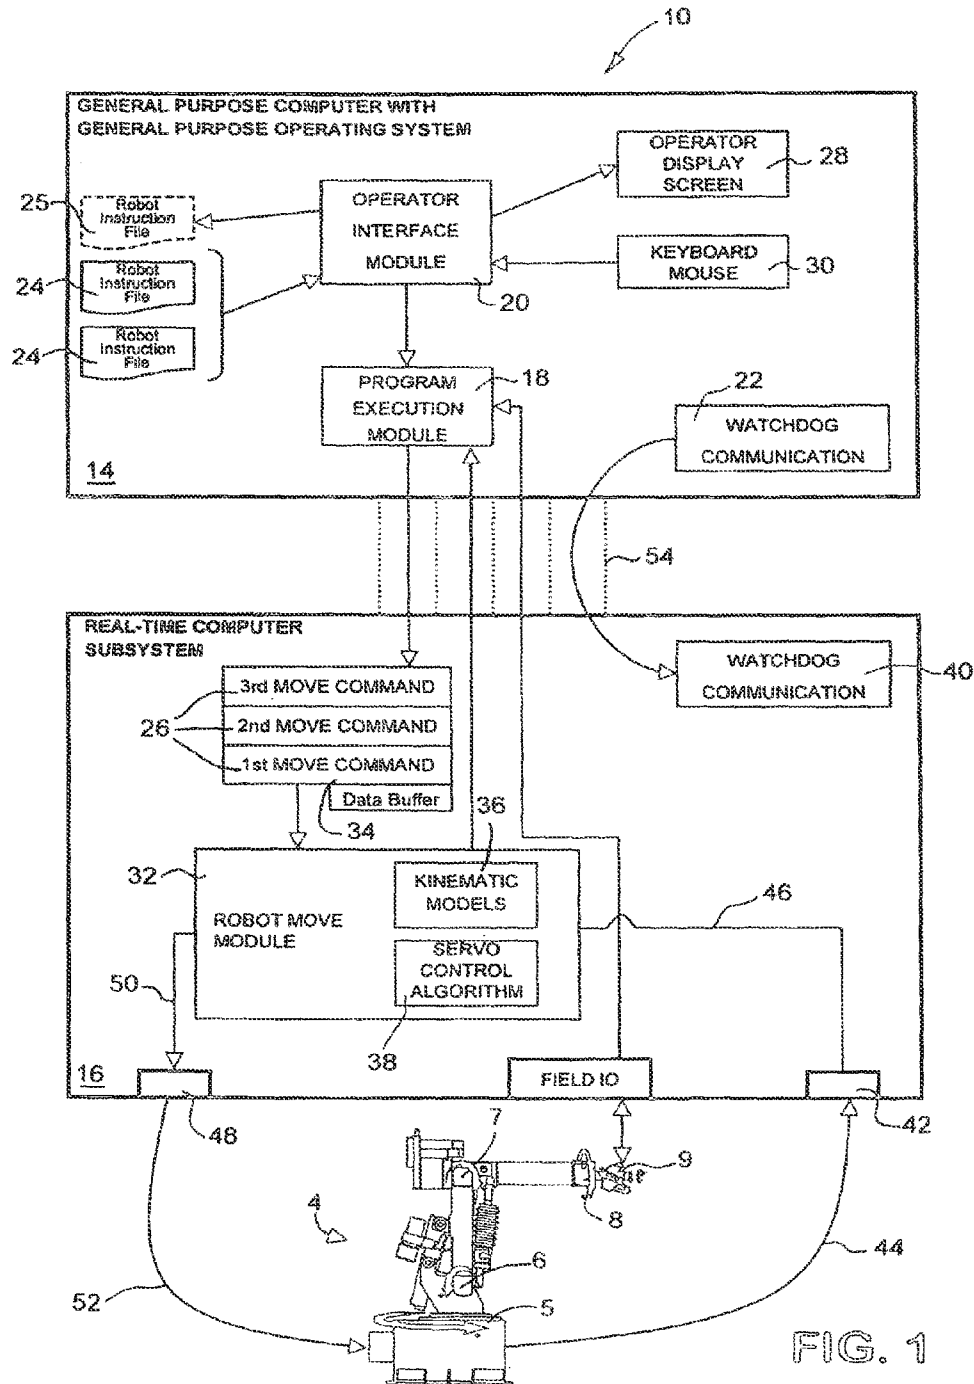 10
GENERAL PURPOSE COMPUTER WITH
GENERAL PURPOSE OPERATING SYSTEM
OPERATOR
DISPLAY
SCREEN
28
25
Robot
Instruction
File
OPERATOR
INTERFACE
MODULE
20
KEYBOARD
MOUSE
30
24
Robot
Instruction
File
24
Robot
Instruction
File
PROGRAM
EXECUTION
MODULE
18
22
WATCHDOG
COMMUNICATION
14
54
REAL-TIME COMPUTER
SUBSYSTEM
3rd MOVE COMMAND
26
2nd MOVE COMMAND
1st MOVE COMMAND
Data Buffer
34
WATCHDOG
COMMUNICATION
40
36
32
ROBOT MOVE
MODULE
KINEMATIC
MODELS
SERVO
CONTROL
ALGORITHM
38
46
50
16
48
FIELD IO
42
7
9
8
4
6
5
44
52
FIG. 1